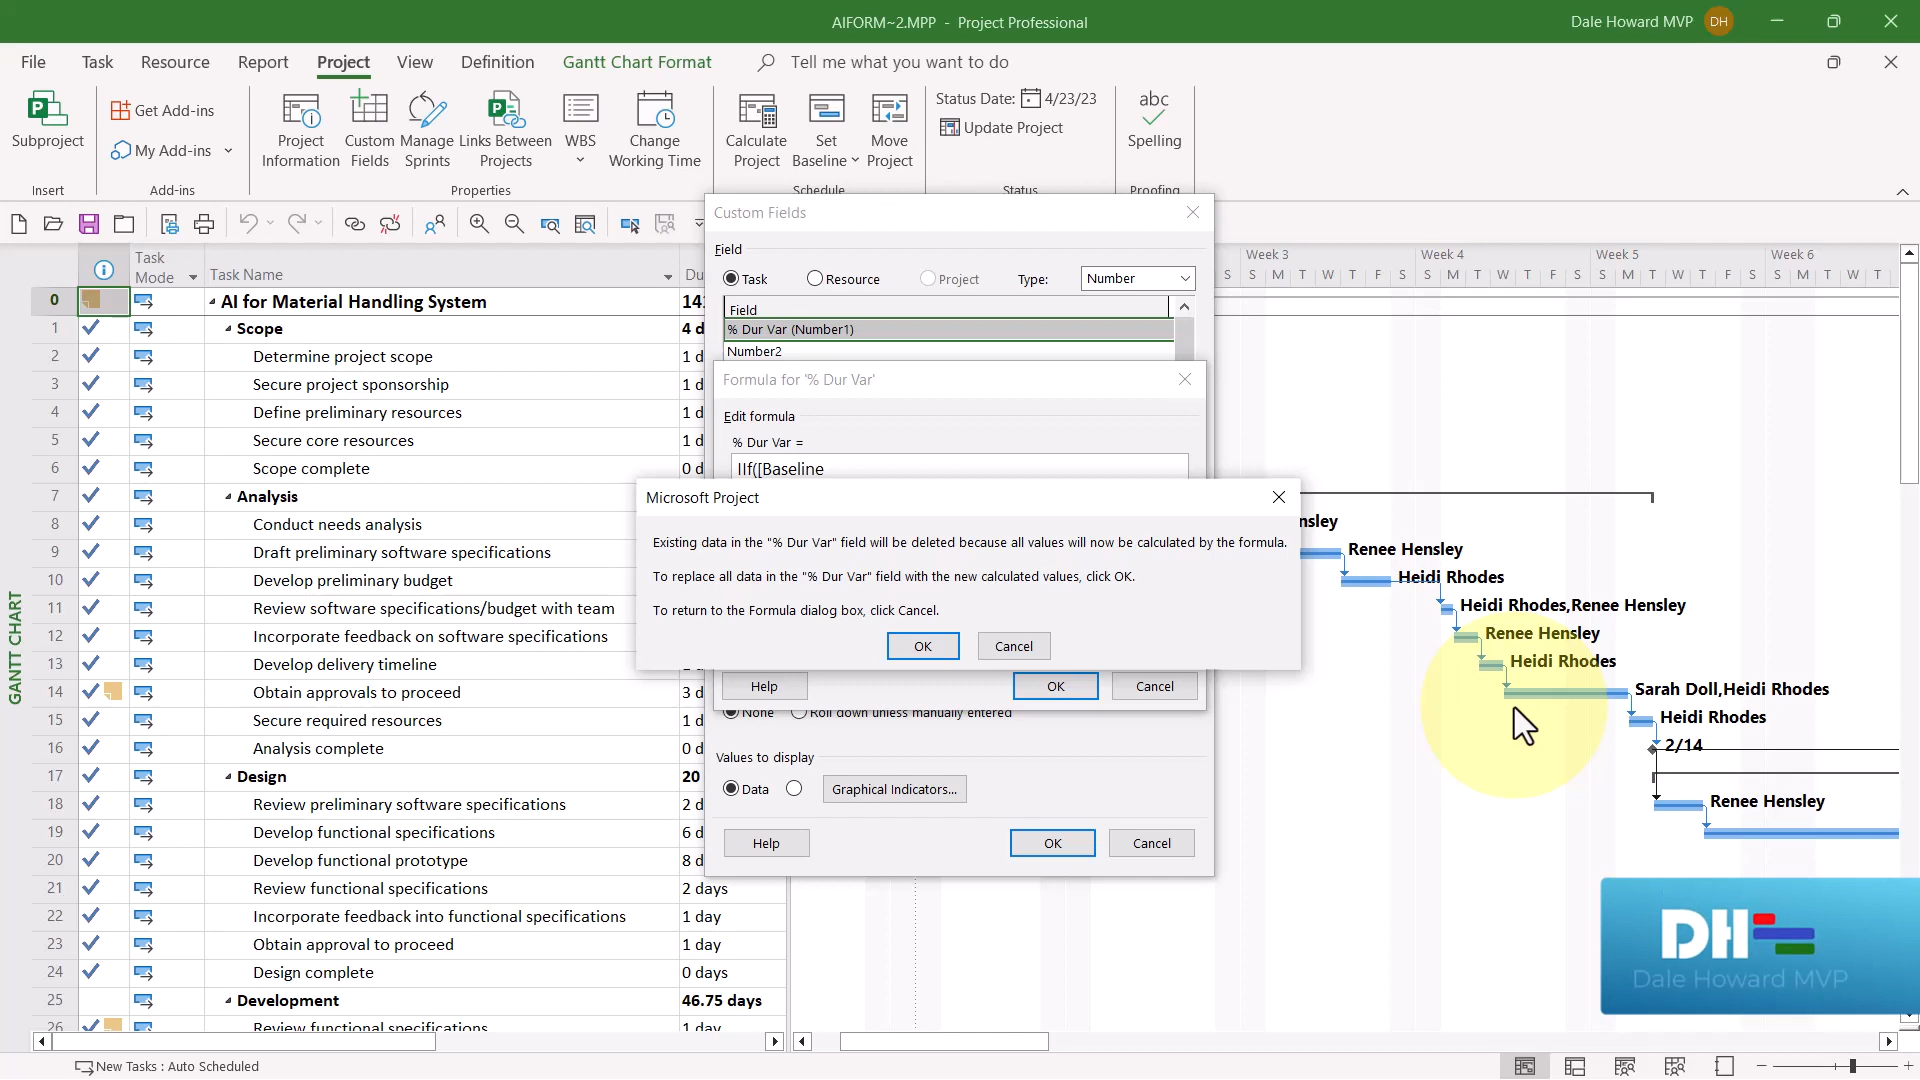 AIFORM~2.MPP - Project Professional
Dale Howard MVP DH
File Task Resource Report Project View Definition Gantt Chart Format Tell me what you want to do
Subproject
Get Add-ins
My Add-ins
Project Information
Custom Fields
Manage Sprints
Links Between Projects
WBS
Change Working Time
Calculate Project
Set Baseline
Move Project
Status Date: 4/23/23
Update Project
abc
Spelling
Insert Add-ins Properties Schedule Status Proofing
Task Mode Task Name Du
0 AI for Material Handling System 14
1 Scope 4 d
2 Determine project scope 1 d
3 Secure project sponsorship 1 d
4 Define preliminary resources 1 d
5 Secure core resources 1 d
6 Scope complete 0 d
7 Analysis
8 Conduct needs analysis
9 Draft preliminary software specifications
10 Develop preliminary budget
11 Review software specifications/budget with team
12 Incorporate feedback on software specifications
13 Develop delivery timeline
14 Obtain approvals to proceed 3 d
15 Secure required resources 1 d
16 Analysis complete 0 d
17 Design 20
18 Review preliminary software specifications 2 d
19 Develop functional specifications 6 d
20 Develop functional prototype 8 d
21 Review functional specifications 2 days
22 Incorporate feedback into functional specifications 1 day
23 Obtain approval to proceed 1 day
24 Design complete 0 days
25 Development 46.75 days
26 Review functional specifications 1 day
GANTT CHART
Custom Fields
Field
Task Resource Project Type: Number
Field
% Dur Var (Number1)
Number2
Formula for '% Dur Var'
Edit formula
% Dur Var =
IIf([Baseline
Microsoft Project
Existing data in the "% Dur Var" field will be deleted because all values will now be calculated by the formula.
To replace all data in the "% Dur Var" field with the new calculated values, click OK.
To return to the Formula dialog box, click Cancel.
OK Cancel
Help OK Cancel
None Roll down unless manually entered
Values to display
Data Graphical Indicators...
Help OK Cancel
Week 3 Week 4 Week 5 Week 6
S S M T W T F S S M T W T F S S M T W T F S S M T W T
nsley
Renee Hensley
Heidi Rhodes
Heidi Rhodes,Renee Hensley
Renee Hensley
Heidi Rhodes
Sarah Doll,Heidi Rhodes
Heidi Rhodes
2/14
Renee Hensley
DH
Dale Howard MVP
New Tasks : Auto Scheduled